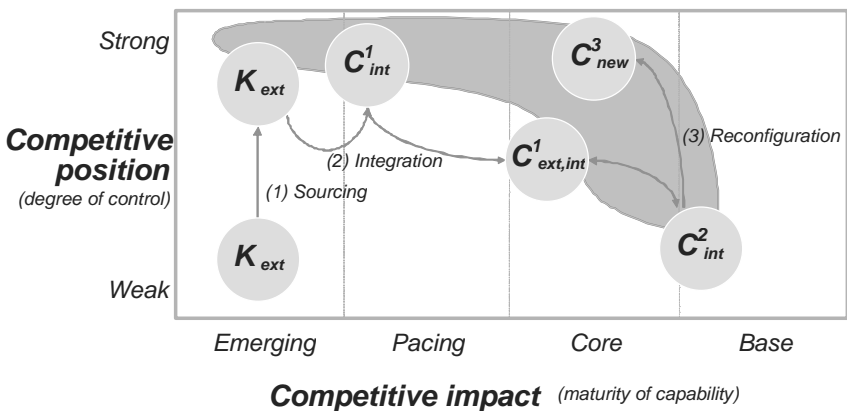 Strong
Competitive
position
(degree of control)
Weak
K ext
C1 int
C3 new
(3) Reconfiguration
(2) Integration
C1 ext,int
(1) Sourcing
K ext
C2 int
Emerging
Pacing
Core
Base
Competitive impact (maturity of capability)